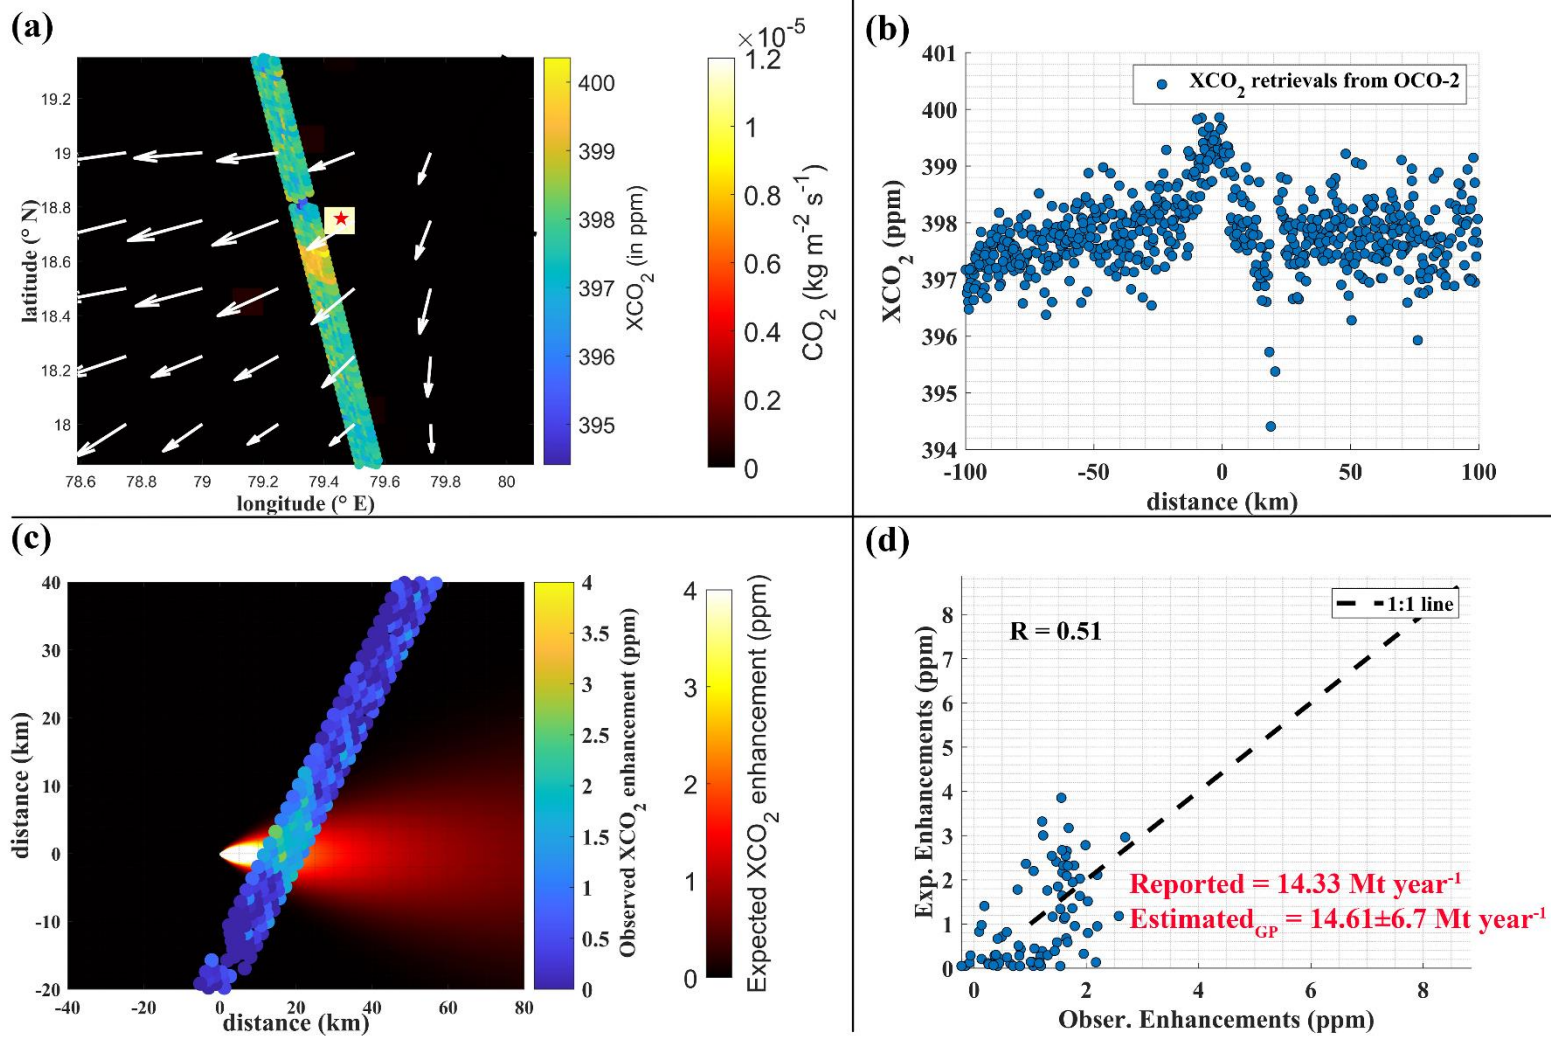 (a)
×10⁻⁵
19.2
19
18.8
18.6
18.4
18.2
18
latitude (° N)
78.6 78.8 79 79.2 79.4 79.6 79.8 80
longitude (° E)
400
399
398
397
396
395
XCO₂ (in ppm)
1.2
1
0.8
0.6
0.4
0.2
0
CO₂ (kg m⁻² s⁻¹)
(b)
401
400
399
398
397
396
395
394
XCO₂ (ppm)
XCO₂ retrievals from OCO-2
-100 -50 0 50 100
distance (km)
(c)
40
30
20
10
0
-10
-20
distance (km)
-40 -20 0 20 40 60 80
distance (km)
4
3.5
3
2.5
2
1.5
1
0.5
0
Observed XCO₂ enhancement (ppm)
4
3
2
1
0
Expected XCO₂ enhancement (ppm)
(d)
8
7
6
5
4
3
2
1
0
Exp. Enhancements (ppm)
1:1 line
R = 0.51
Reported = 14.33 Mt year⁻¹
Estimated_GP = 14.61±6.7 Mt year⁻¹
0 2 4 6 8
Obser. Enhancements (ppm)